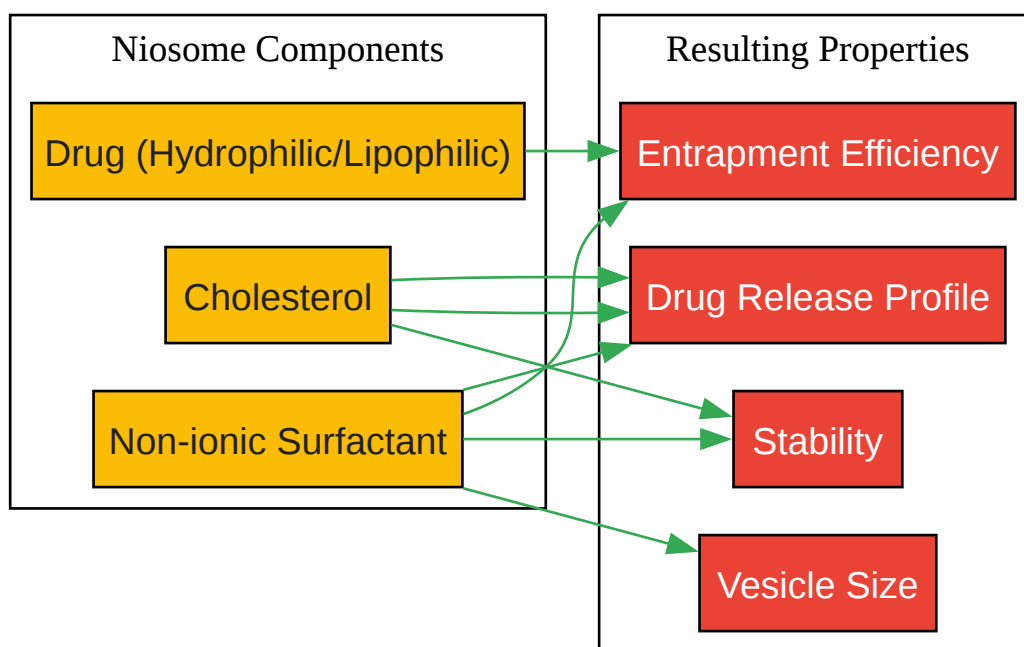 Niosome Components
Drug (Hydrophilic/Lipophilic)
Cholesterol
Non-ionic Surfactant
Resulting Properties
Entrapment Efficiency
Drug Release Profile
Stability
Vesicle Size